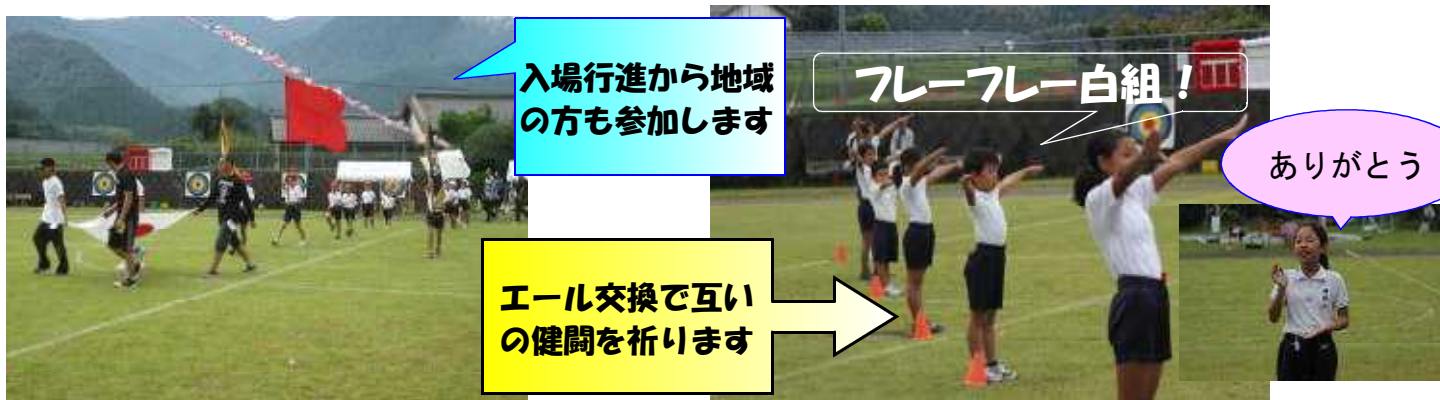 入場行進から地域
の方も参加します
フレーフレー白組！
ありがとう
エール交換で互い
の健闘を祈ります